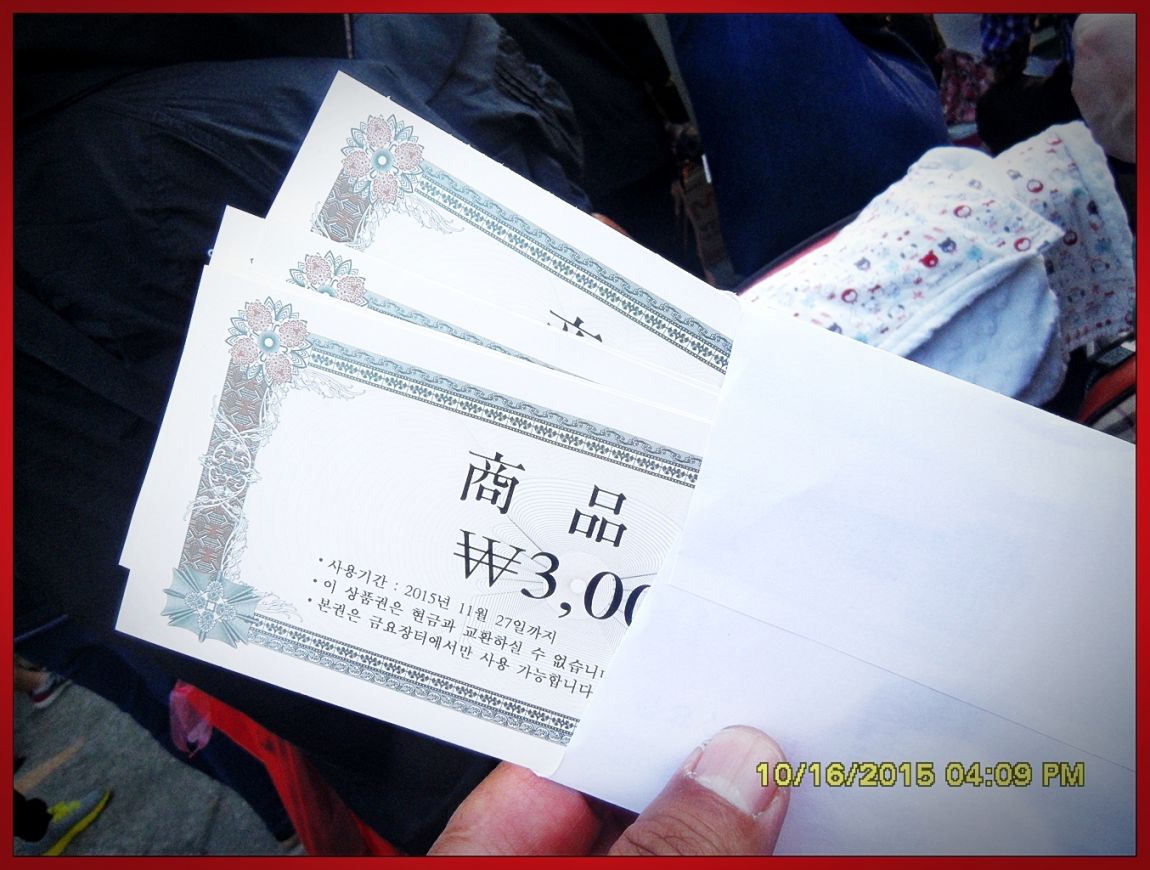 商 品
₩3,00
• 사용기간 : 2015년 11월 27일까지
• 이 상품권은 현금과 교환하실 수 없습니
• 본권은 금요장터에서만 사용 가능합니다
10/16/2015 04:09 PM